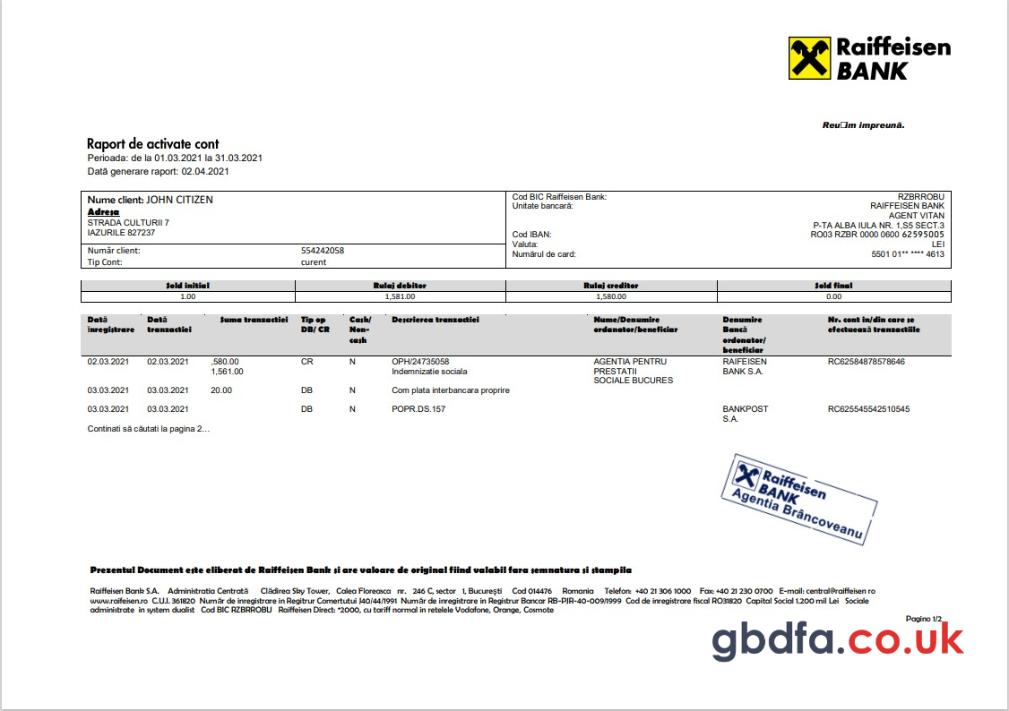 Raiffeisen
BANK
Reu□im împreună.
Raport de activate cont
Perioada: de la 01.03.2021 la 31.03.2021
Dată generare raport: 02.04.2021
Nume client: JOHN CITIZEN
Adresa
STRADA CULTURII 7
IAZURILE 827237
Număr client: 554242058
Tip Cont: curent
Cod BIC Raiffeisen Bank: RZBRROBU
Unitate bancară: RAIFFEISEN BANK
AGENT VITAN
P-TA ALBA IULA NR. 1,S5 SECT.3
Cod IBAN: RO03 RZBR 0000 0600 62595005
Valuta: LEI
Numărul de card: 5501 01** **** 4613
Sold initial Rulaj debitor Rulaj creditor Sold final
1.00 1,581.00 1,580.00 0.00
Dată înregistrare Dată tranzactiei Suma tranzactiei Tip op DB/ CR Cash/ Non-cash Descrierea tranzactiei Nume/Denumire ordonator/beneficiar Denumire Bancă ordonator/ beneficiar Nr. cont in/din care se efectuează tranzactiile
02.03.2021 02.03.2021 ,580.00 CR N OPH/24735058 AGENTIA PENTRU RAIFEISEN RC62584878578646
1,561.00 Indemnizatie sociala PRESTATII BANK S.A.
SOCIALE BUCURES
03.03.2021 03.03.2021 20.00 DB N Com plata interbancara proprire
03.03.2021 03.03.2021 DB N POPR.DS.157 BANKPOST RC625545542510545
S.A.
Continati să căutati la pagina 2…
Raiffeisen
BANK
Agentia Brâncoveanu
Prezentul Document este eliberat de Raiffeisen Bank si are valoare de original fiind valabil fara semnatura si stampila
Raiffeisen Bank S.A. Administratia Centrată Clădirea Sky Tower, Calea Floreasca nr. 246 C, sector 1, București Cod 014476 Romania Telefon: +40 21 306 1000 Fax: +40 21 230 0700 E-mail: central@raiffeisen ro
www.raiffeisen.ro C.U.I. 361820 Număr de inregistrare in Regitrur Comertului J40/44/1991 Număr de inregistrare in Registrur Bancar RB-PJR-40-009/1999 Cod de inregistrare fiscal RO31820 Capital Social 1.200 mil Lei Sociale
administrate in system dualist Cod BIC RZBRROBU Raiffeisen Direct: *2000, cu tariff normal in retelele Vodafone, Orange, Cosmote
Pagina 1/2
gbdfa.co.uk